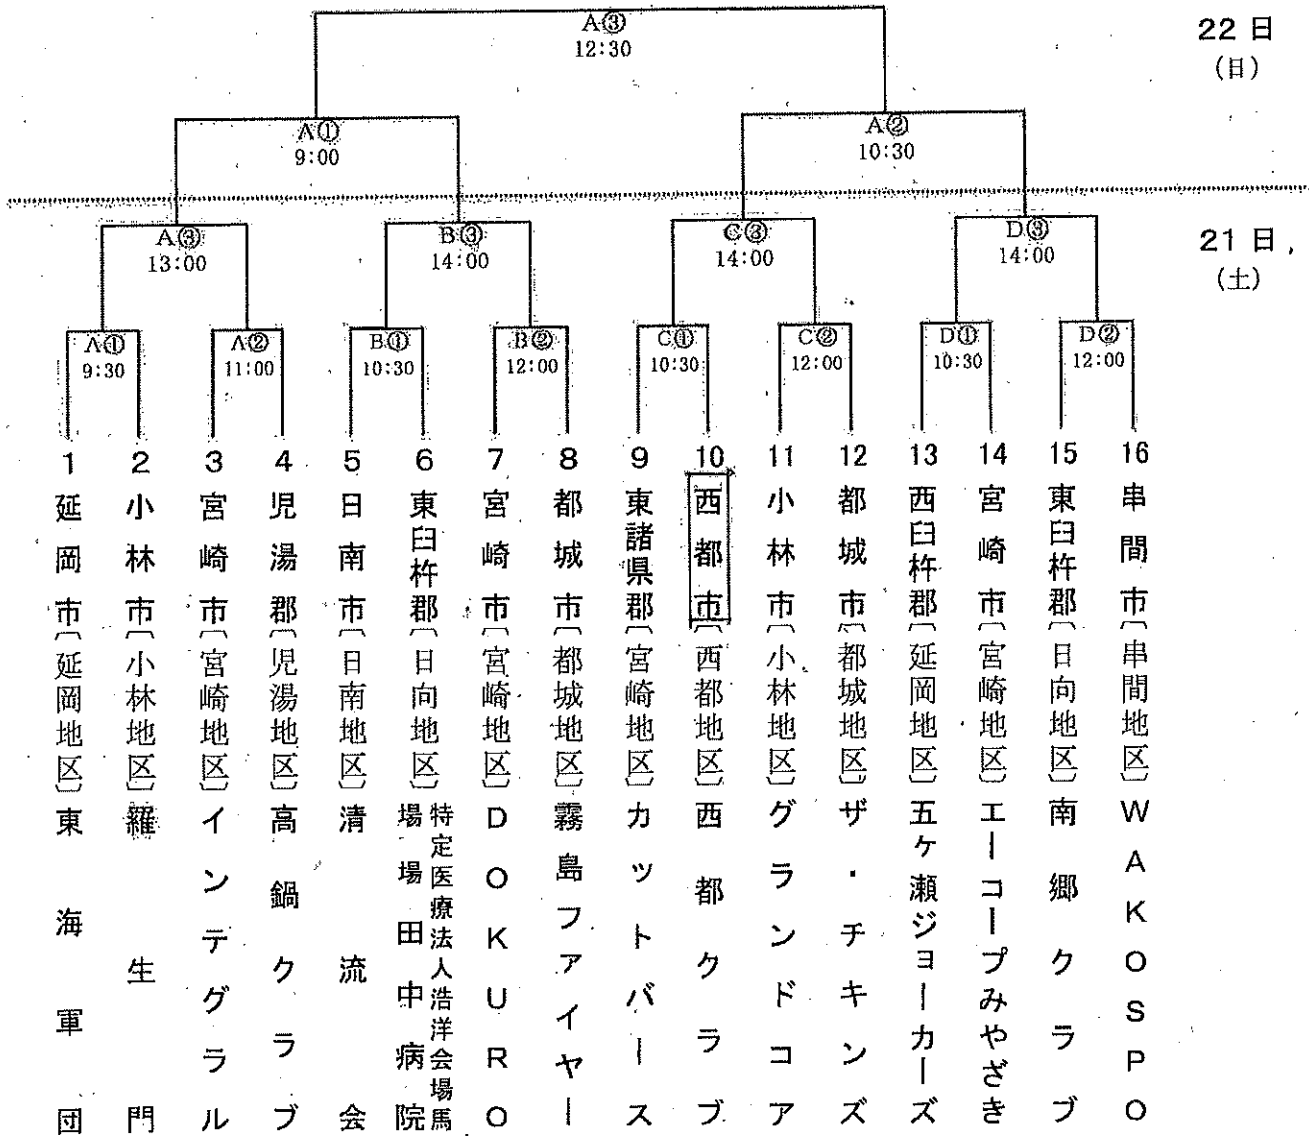 22日
(日)
A③
12:30
A①
9:00
A②
10:30
21日
(土)
A③
13:00
B③
14:00
C③
14:00
D③
14:00
A①
9:30
A②
11:00
B①
10:30
B②
12:00
C①
10:30
C②
12:00
D①
10:30
D②
12:00
1 延岡市〔延岡地区〕東海軍団
2 小林市〔小林地区〕羅生門
3 宮崎市〔宮崎地区〕インテグラル
4 児湯郡〔児湯地区〕高鍋クラブ
5 日南市〔日南地区〕清流会
6 東臼杵郡〔日向地区〕特定医療法人浩洋会場馬
場場田中病院
7 宮崎市〔宮崎地区〕DOKURO
8 都城市〔都城地区〕霧島ファイヤー
9 東諸県郡〔宮崎地区〕カットバース
10 西都市〔西都地区〕西都クラブ
11 小林市〔小林地区〕グランドコア
12 都城市〔都城地区〕ザ・チキンズ
13 西臼杵郡〔延岡地区〕五ヶ瀬ジョーカーズ
14 宮崎市〔宮崎地区〕エーコープみやざき
15 東臼杵郡〔日向地区〕南郷クラブ
16 串間市〔串間地区〕WAKOSPO